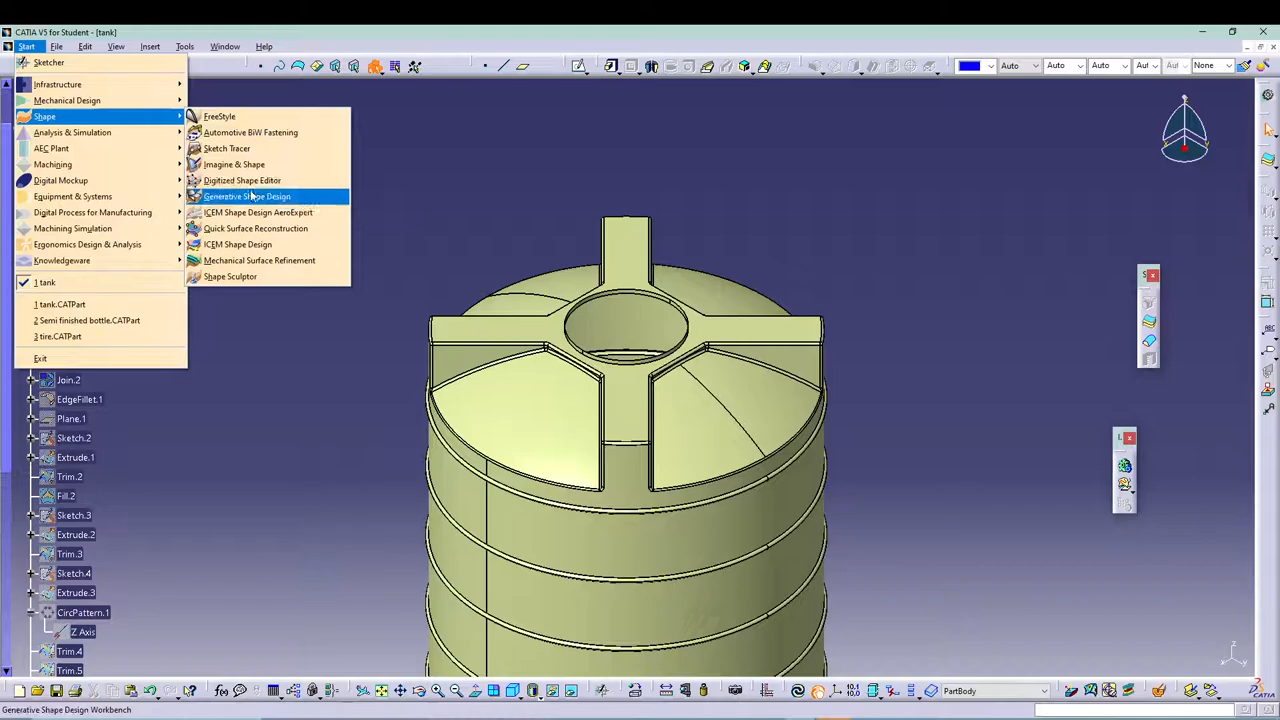 CATIA V5 for Student - [tank]
Start File Edit View Insert Tools Window Help
Auto Auto Auto Aut None
Sketcher
Infrastructure
Mechanical Design
Shape
Analysis & Simulation
AEC Plant
Machining
Digital Mockup
Equipment & Systems
Digital Process for Manufacturing
Machining Simulation
Ergonomics Design & Analysis
Knowledgeware
1 tank
1 tank.CATPart
2 Semi finished bottle.CATPart
3 tire.CATPart
Exit
FreeStyle
Automotive BiW Fastening
Sketch Tracer
Imagine & Shape
Digitized Shape Editor
Generative Shape Design
ICEM Shape Design AeroExpert
Quick Surface Reconstruction
ICEM Shape Design
Mechanical Surface Refinement
Shape Sculptor
Join.2
EdgeFillet.1
Plane.1
Sketch.2
Extrude.1
Trim.2
Fill.2
Sketch.3
Extrude.2
Trim.3
Sketch.4
Extrude.3
CircPattern.1
Z Axis
Trim.4
Trim.5
S
L
ABC
z
f(x)
10.0
PartBody
Generative Shape Design Workbench